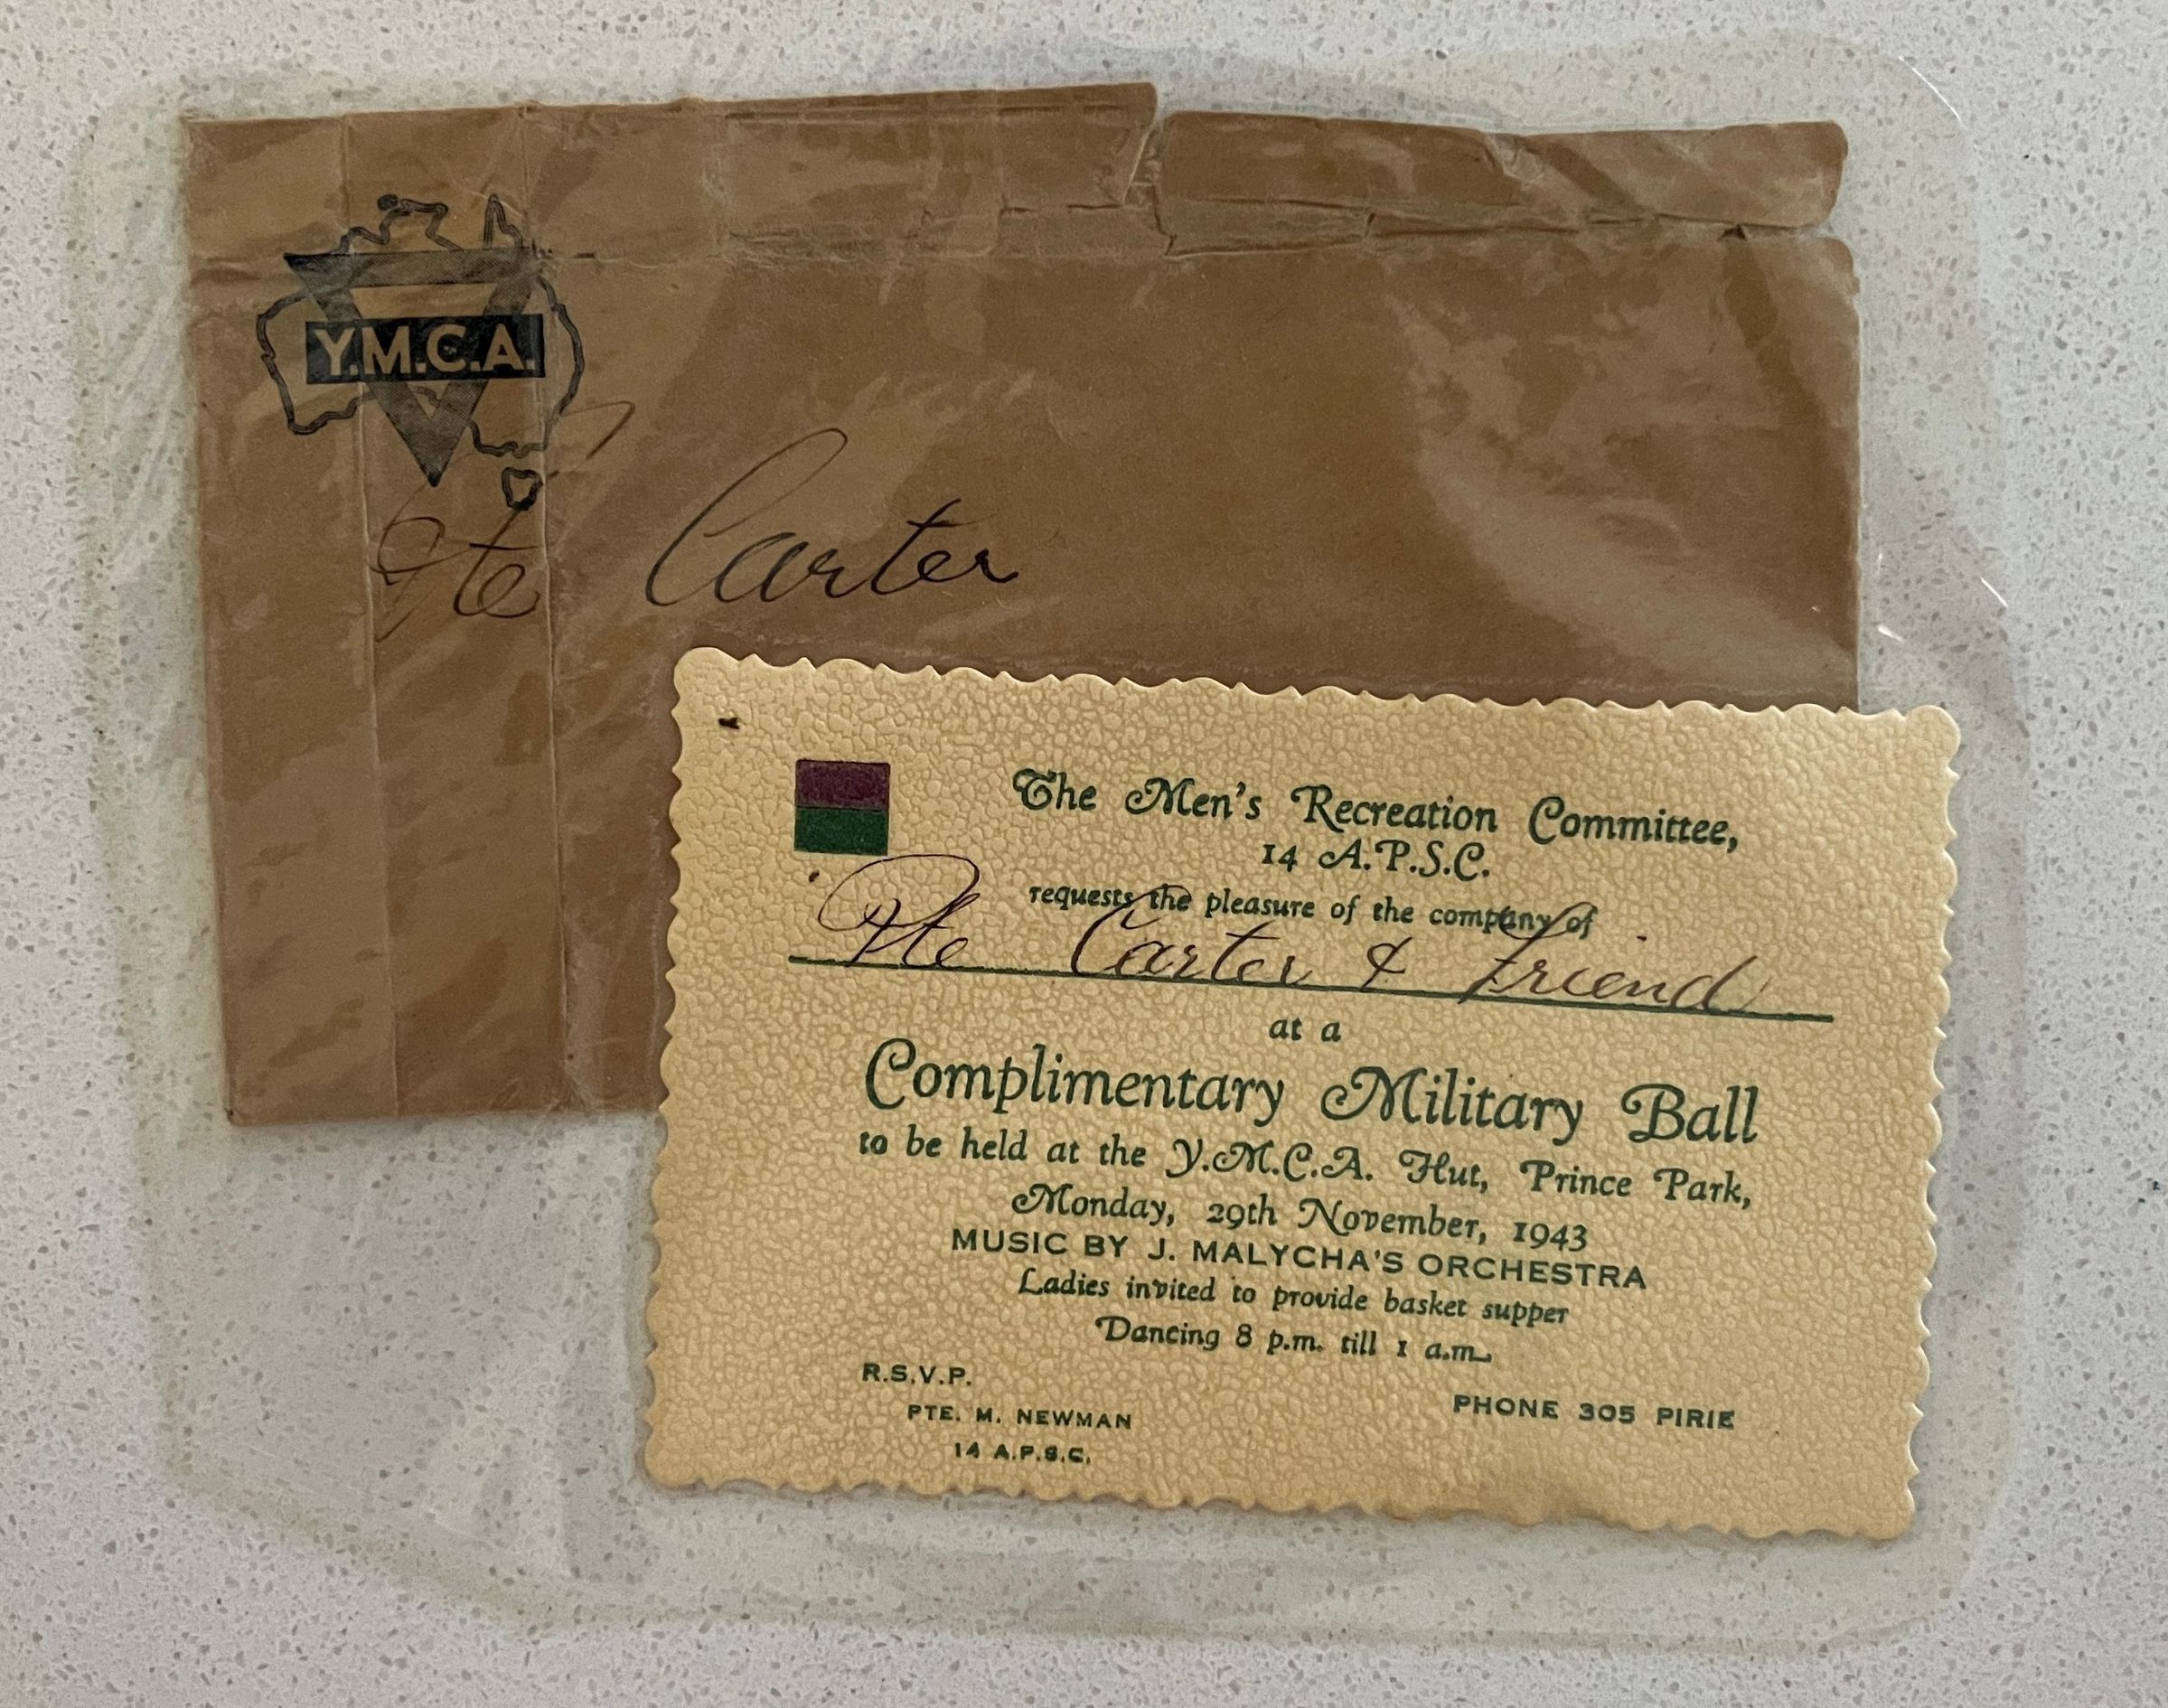 Y.M.C.A.
Pte Carter
The Men's Recreation Committee,
14 A.P.S.C.
requests the pleasure of the company of
Pte Carter & Friend
at a
Complimentary Military Ball
to be held at the Y.M.C.A. Hut, Prince Park,
Monday, 29th November, 1943
MUSIC BY J. MALYCHA'S ORCHESTRA
Ladies invited to provide basket supper
Dancing 8 p.m. till 1 a.m.
R.S.V.P.
PTE. M. NEWMAN
14 A.P.S.C.
PHONE 305 PIRIE